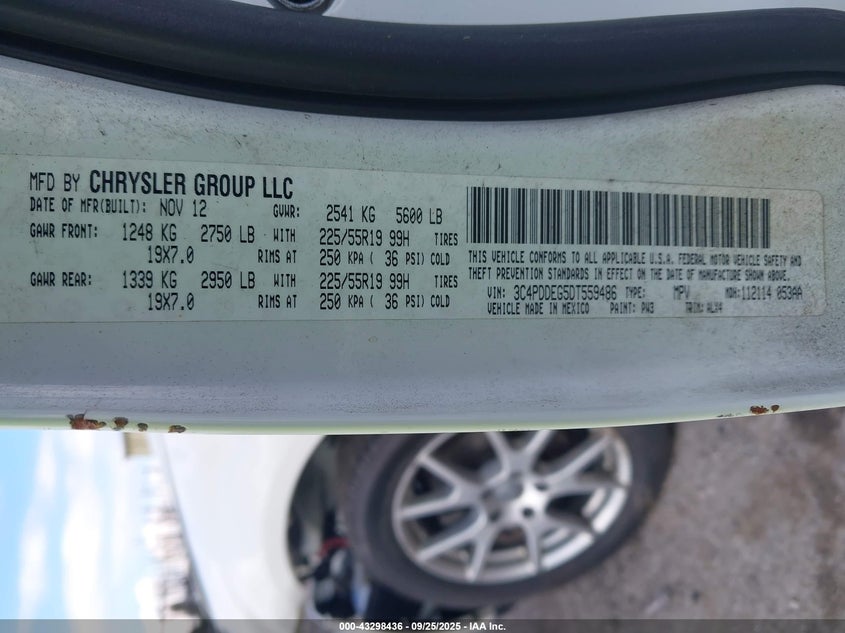 MFD BY CHRYSLER GROUP LLC
DATE OF MFR(BUILT): NOV 12 GVWR: 2541 KG 5600 LB
GAWR FRONT: 1248 KG 2750 LB WITH 225/55R19 99H TIRES
19X7.0 RIMS AT 250 KPA ( 36 PSI) COLD
GAWR REAR: 1339 KG 2950 LB WITH 225/55R19 99H TIRES
19X7.0 RIMS AT 250 KPA ( 36 PSI) COLD
THIS VEHICLE CONFORMS TO ALL APPLICABLE U.S.A. FEDERAL MOTOR VEHICLE SAFETY AND
THEFT PREVENTION STANDARDS IN EFFECT ON THE DATE OF MANUFACTURE SHOWN ABOVE.
VIN: 3C4PDDEG5DT559486 TYPE: MPV MDH: 112114 053AA
VEHICLE MADE IN MEXICO PAINT: PW3 TRIM: ALX4
000-43298436 - 09/25/2025 - IAA Inc.